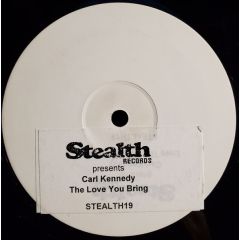 Stealth
RECORDS
presents
Carl Kennedy
The Love You Bring
STEALTH19